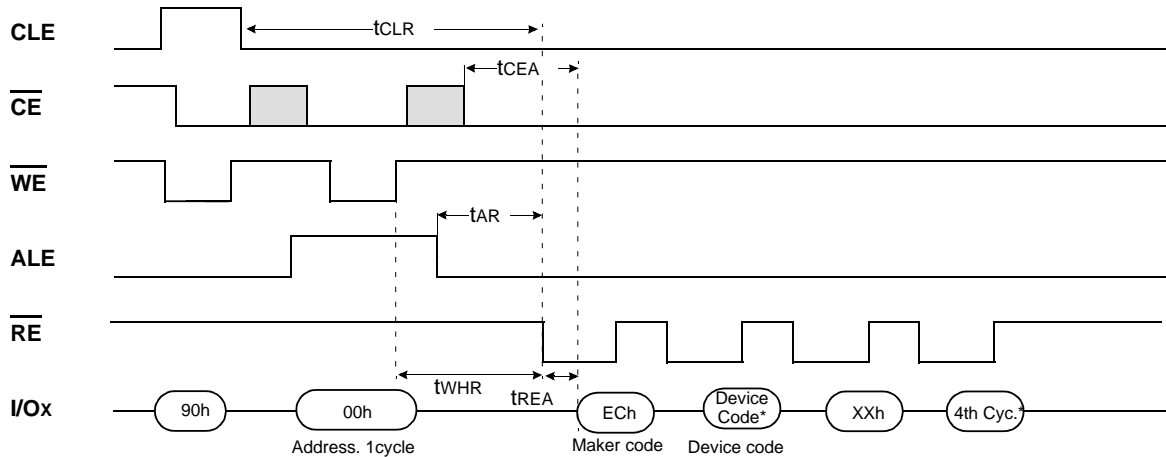 CLE
tCLR
tCEA
CE
WE
tAR
ALE
RE
tWHR
tREA
I/Ox
90h
00h
ECh
Device
Code*
XXh
4th Cyc.*
Address. 1cycle
Maker code
Device code